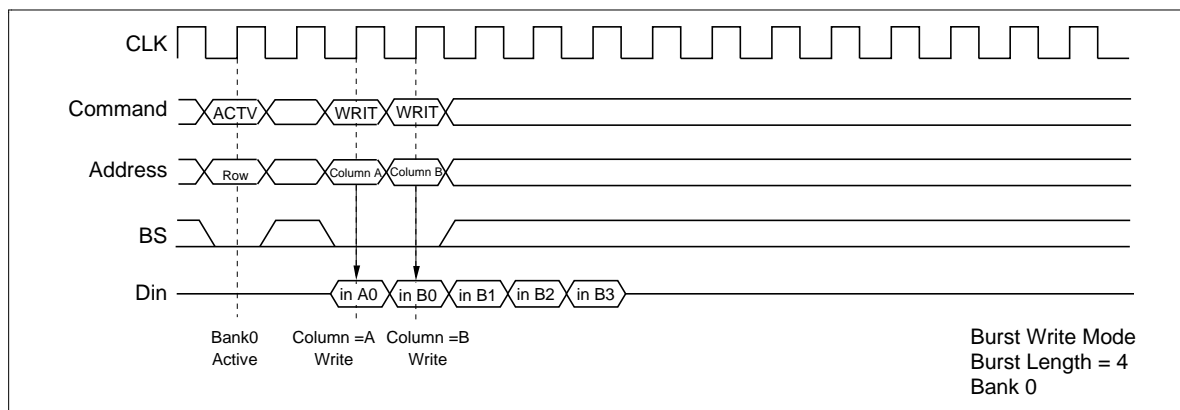 CLK
Command ACTV WRIT WRIT
Address Row Column A Column B
BS
Din in A0 in B0 in B1 in B2 in B3
Bank0 Column =A Column =B
Active Write Write
Burst Write Mode
Burst Length = 4
Bank 0